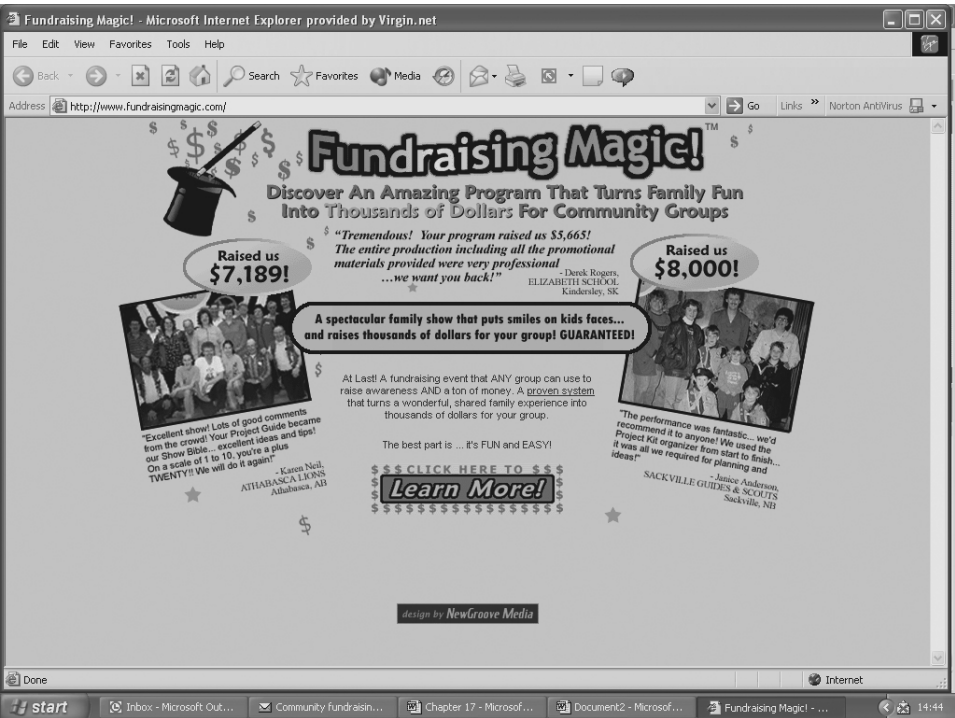 Fundraising Magic! - Microsoft Internet Explorer provided by Virgin.net
File Edit View Favorites Tools Help
Back Search Favorites Media
Address http://www.fundraisingmagic.com/ Go Links » Norton AntiVirus
Fundraising Magic!™
Discover An Amazing Program That Turns Family Fun
Into Thousands of Dollars For Community Groups
"Tremendous! Your program raised us $5,665!
The entire production including all the promotional
materials provided were very professional
...we want you back!"
- Derek Rogers,
ELIZABETH SCHOOL
Kindersley, SK
Raised us
$7,189!
Raised us
$8,000!
A spectacular family show that puts smiles on kids faces...
and raises thousands of dollars for your group! GUARANTEED!
At Last! A fundraising event that ANY group can use to
raise awareness AND a ton of money. A proven system
that turns a wonderful, shared family experience into
thousands of dollars for your group.
The best part is ... it's FUN and EASY!
"Excellent show! Lots of good comments
from the crowd! Your Project Guide became
our Show Bible... excellent ideas and tips!
On a scale of 1 to 10, you're a plus
TWENTY!! We will do it again!"
- Karen Neil,
ATHABASCA LIONS
Athabasca, AB
"The performance was fantastic... we'd
recommend it to anyone! We used the
Project Kit organizer from start to finish...
it was all we required for planning and
ideas!"
- Janice Anderson,
SACKVILLE GUIDES & SCOUTS
Sackville, NB
$ $ $ CLICK HERE TO $ $ $
Learn More!
design by NewGroove Media
Done Internet
start Inbox - Microsoft Out... Community fundraisin... Chapter 17 - Microsof... Document2 - Microsof... Fundraising Magic! - ... 14:44